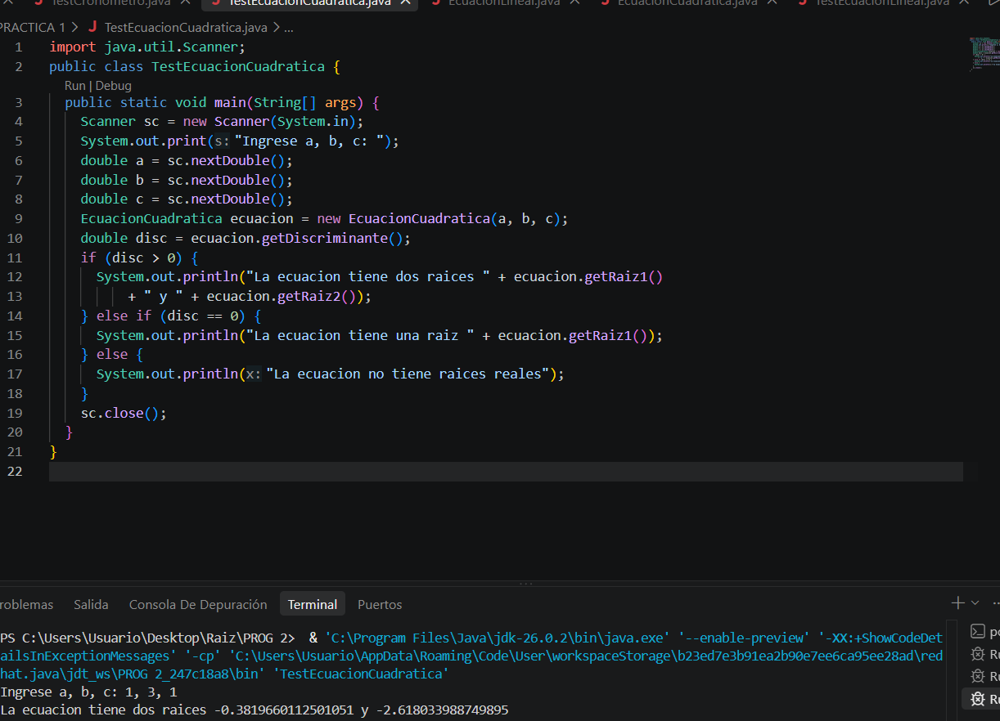 TestCronometro.java TestEcuacionCuadratica.java EcuacionLineal.java EcuacionCuadratica.java TestEcuacionLineal.java
PRACTICA 1 > J TestEcuacionCuadratica.java > ...
1 import java.util.Scanner;
2 public class TestEcuacionCuadratica {
Run | Debug
3 public static void main(String[] args) {
4 Scanner sc = new Scanner(System.in);
5 System.out.print(s: "Ingrese a, b, c: ");
6 double a = sc.nextDouble();
7 double b = sc.nextDouble();
8 double c = sc.nextDouble();
9 EcuacionCuadratica ecuacion = new EcuacionCuadratica(a, b, c);
10 double disc = ecuacion.getDiscriminante();
11 if (disc > 0) {
12 System.out.println("La ecuacion tiene dos raices " + ecuacion.getRaiz1()
13 + " y " + ecuacion.getRaiz2());
14 } else if (disc == 0) {
15 System.out.println("La ecuacion tiene una raiz " + ecuacion.getRaiz1());
16 } else {
17 System.out.println(x: "La ecuacion no tiene raices reales");
18 }
19 sc.close();
20 }
21 }
22
roblemas Salida Consola De Depuración Terminal Puertos
PS C:\Users\Usuario\Desktop\Raiz\PROG 2> & 'C:\Program Files\Java\jdk-26.0.2\bin\java.exe' '--enable-preview' '-XX:+ShowCodeDet
ailsInExceptionMessages' '-cp' 'C:\Users\Usuario\AppData\Roaming\Code\User\workspaceStorage\b23ed7e3b91ea2b90e7ee6ca95ee28ad\red
hat.java\jdt_ws\PROG 2_247c18a8\bin' 'TestEcuacionCuadratica'
Ingrese a, b, c: 1, 3, 1
La ecuacion tiene dos raices -0.3819660112501051 y -2.618033988749895
po
Ru
Ru
Ru